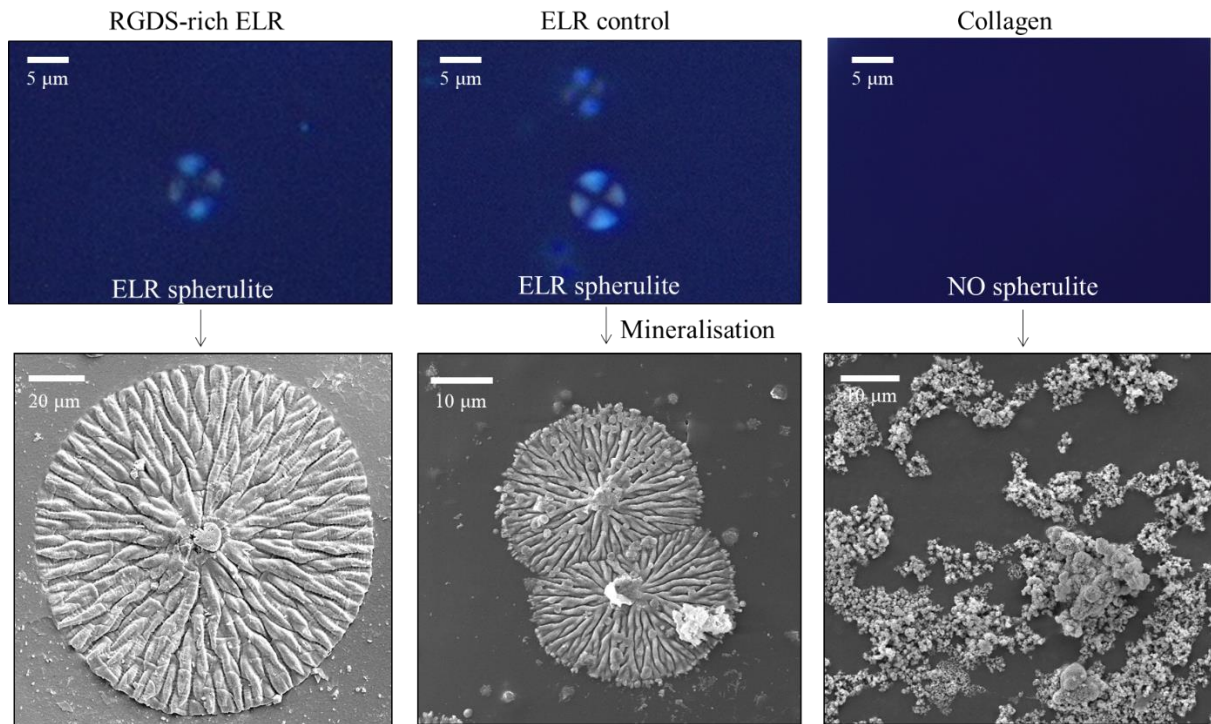 RGDS-rich ELR
ELR control
Collagen
5 μm
5 μm
5 μm
ELR spherulite
ELR spherulite
NO spherulite
Mineralisation
20 μm
10 μm
10 μm